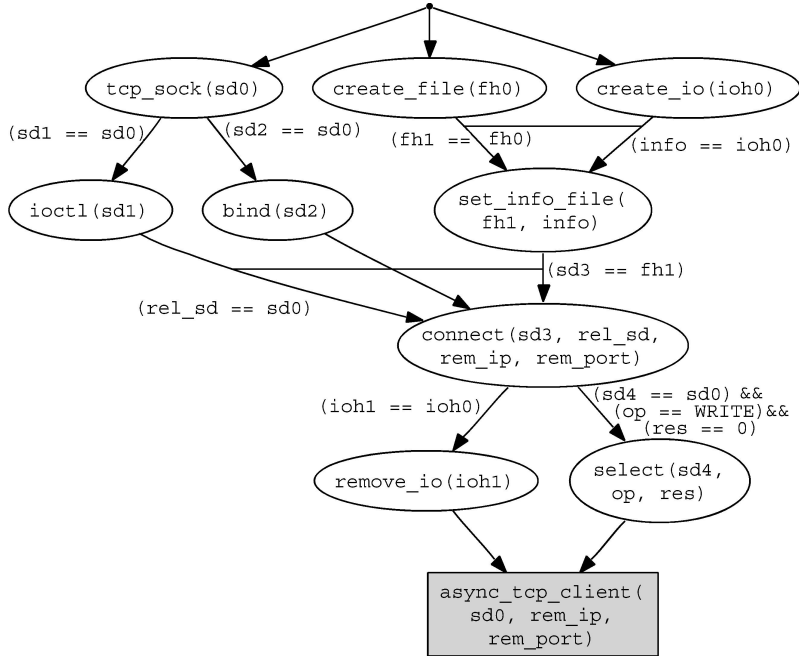 tcp_sock(sd0)
create_file(fh0)
create_io(ioh0)
(sd1 == sd0)
(sd2 == sd0)
(fh1 == fh0)
(info == ioh0)
ioctl(sd1)
bind(sd2)
set_info_file(
fh1, info)
(sd3 == fh1)
(rel_sd == sd0)
connect(sd3, rel_sd,
rem_ip, rem_port)
(ioh1 == ioh0)
(sd4 == sd0) &&
(op == WRITE)&&
(res == 0)
remove_io(ioh1)
select(sd4,
op, res)
async_tcp_client(
sd0, rem_ip,
rem_port)